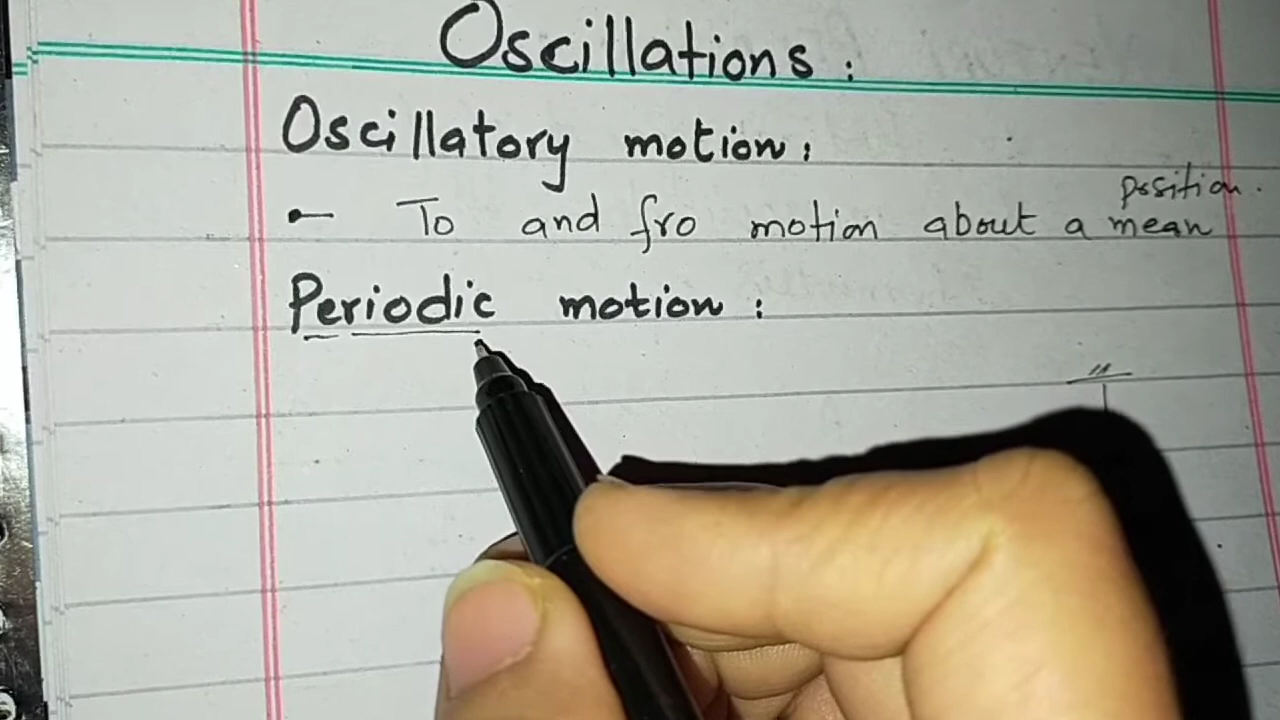 Oscillations :
Oscillatory motion :
- To and fro motion about a mean position.
Periodic motion :